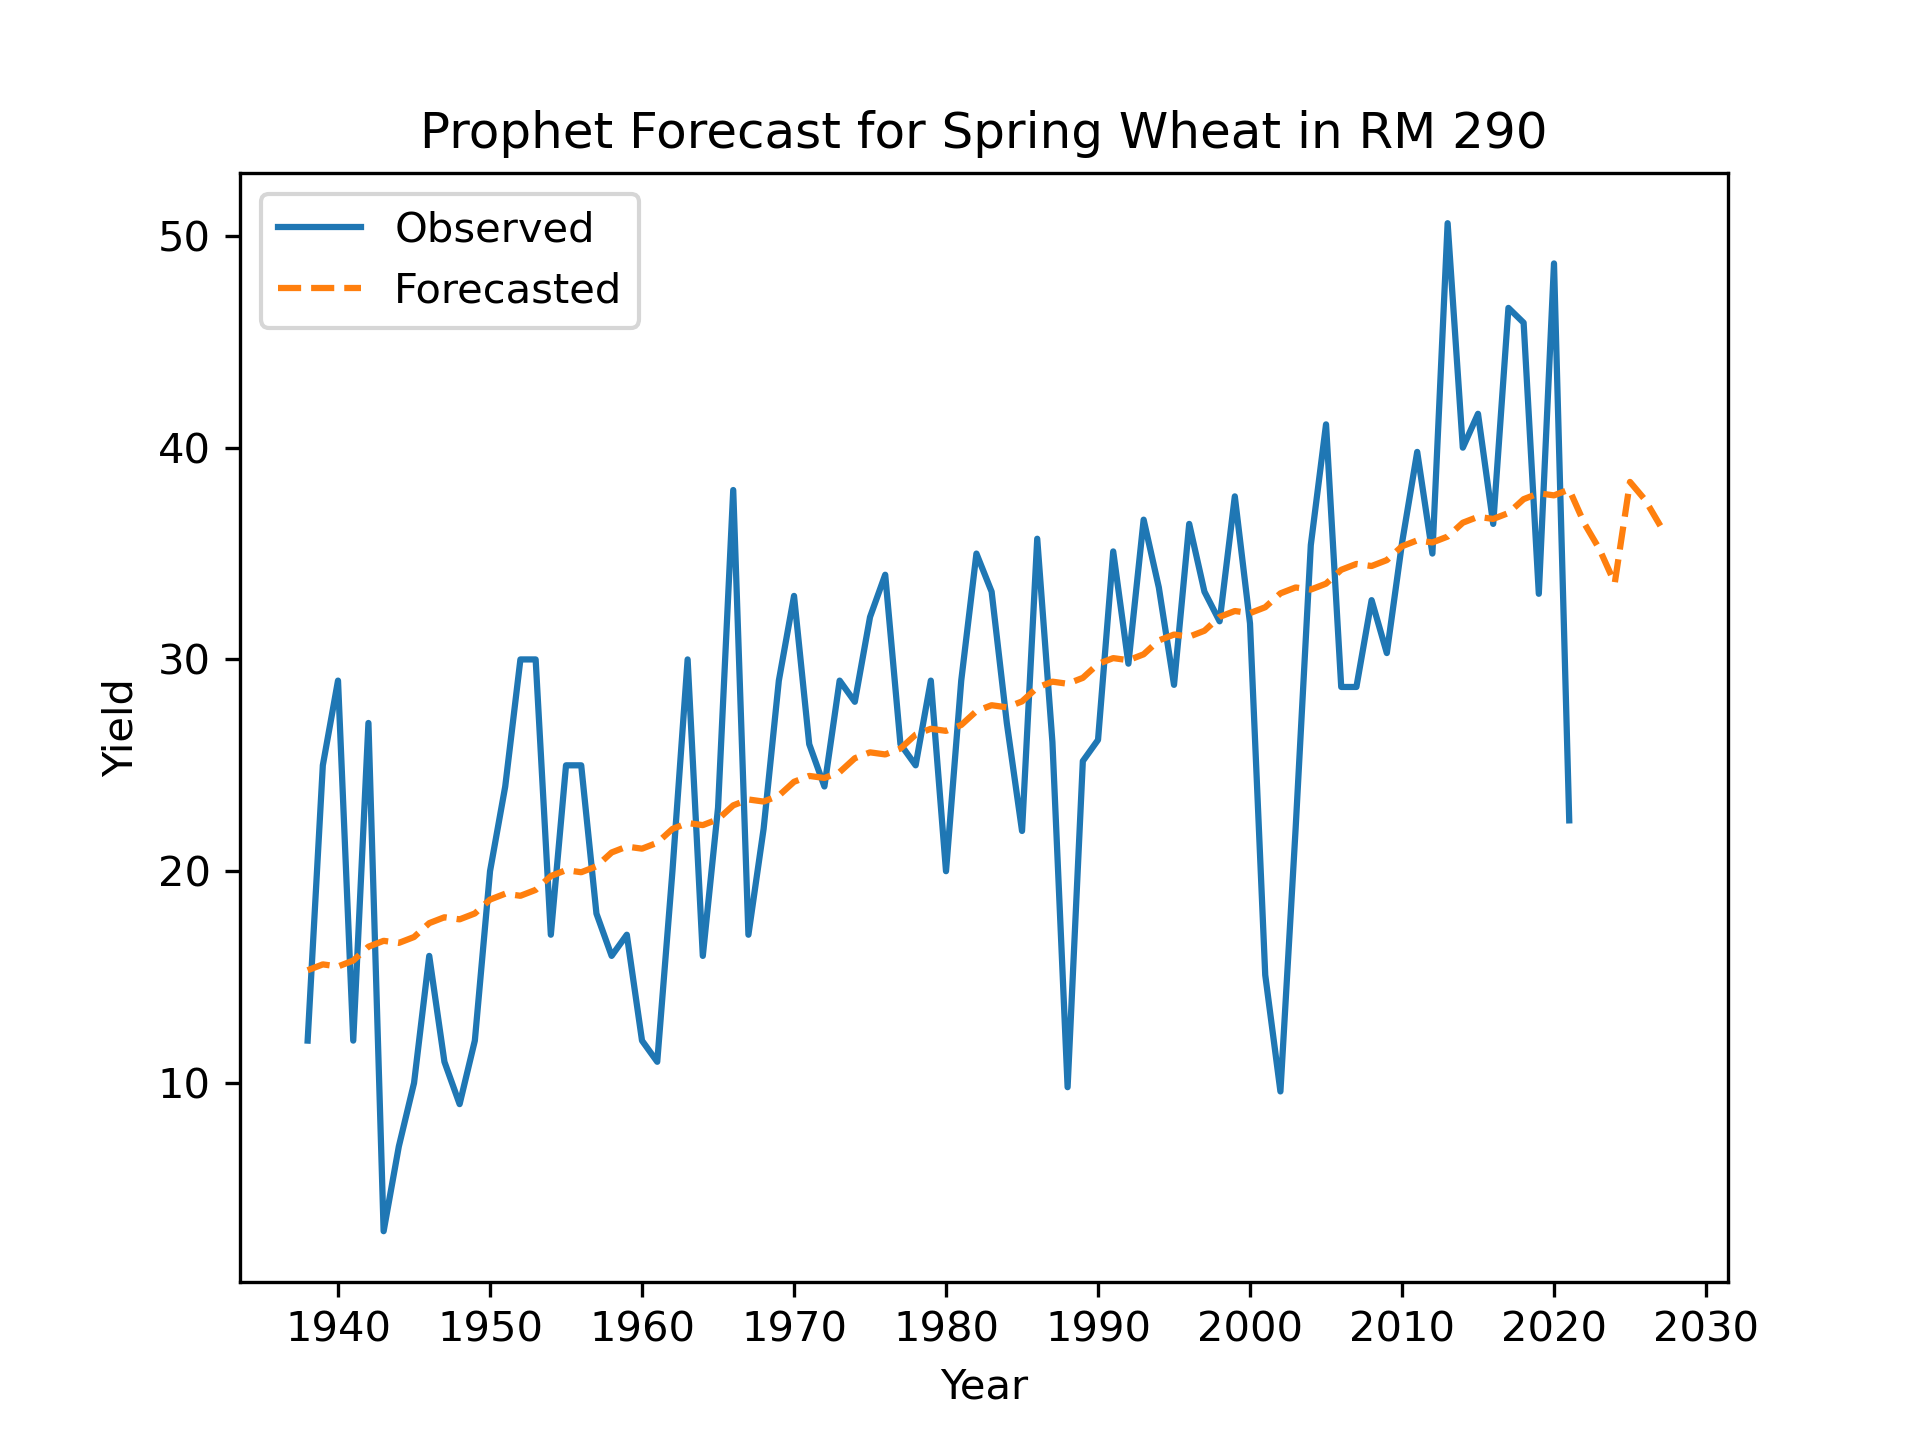 Prophet Forecast for Spring Wheat in RM 290
Observed
Forecasted
50
40
30
20
10
Yield
1940 1950 1960 1970 1980 1990 2000 2010 2020 2030
Year